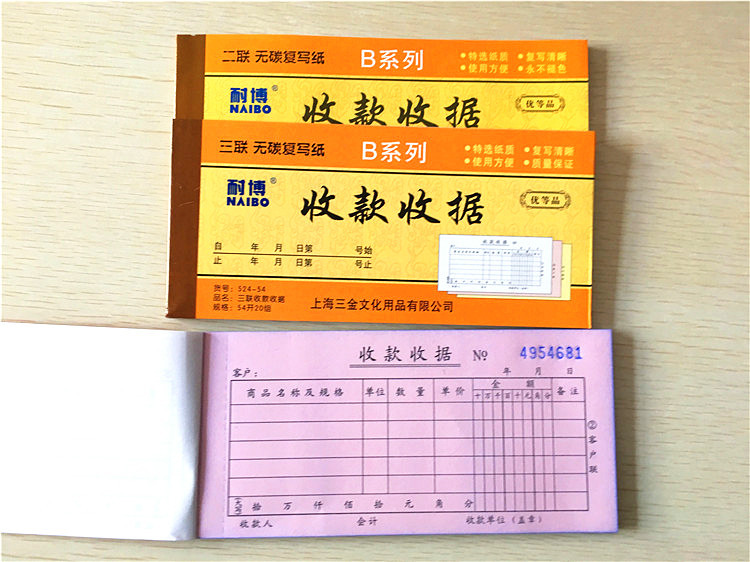 二联 无碳复写纸 B系列
•特选纸质 •复写清晰
•使用方便 •永不褪色
耐博®
NAIBO
收款收据
优等品
三联 无碳复写纸 B系列
•特选纸质 •复写清晰
•使用方便 •质量保证
耐博®
NAIBO
收款收据
优等品
自 年 月 日第 号始
止 年 月 日第 号止
收款收据
货号：524-54
品名：三联收款收据
规格：54开20组
上海三金文化用品有限公司
收款收据 No 4954681
客户： 年 月 日
商品名称及规格 单位 数量 单价 金额 备注
十 万 千 百 十 元 角 分
②客户联
(大写) 拾 万 仟 佰 拾 元 角 分
收款人 会计 收款单位（盖章）